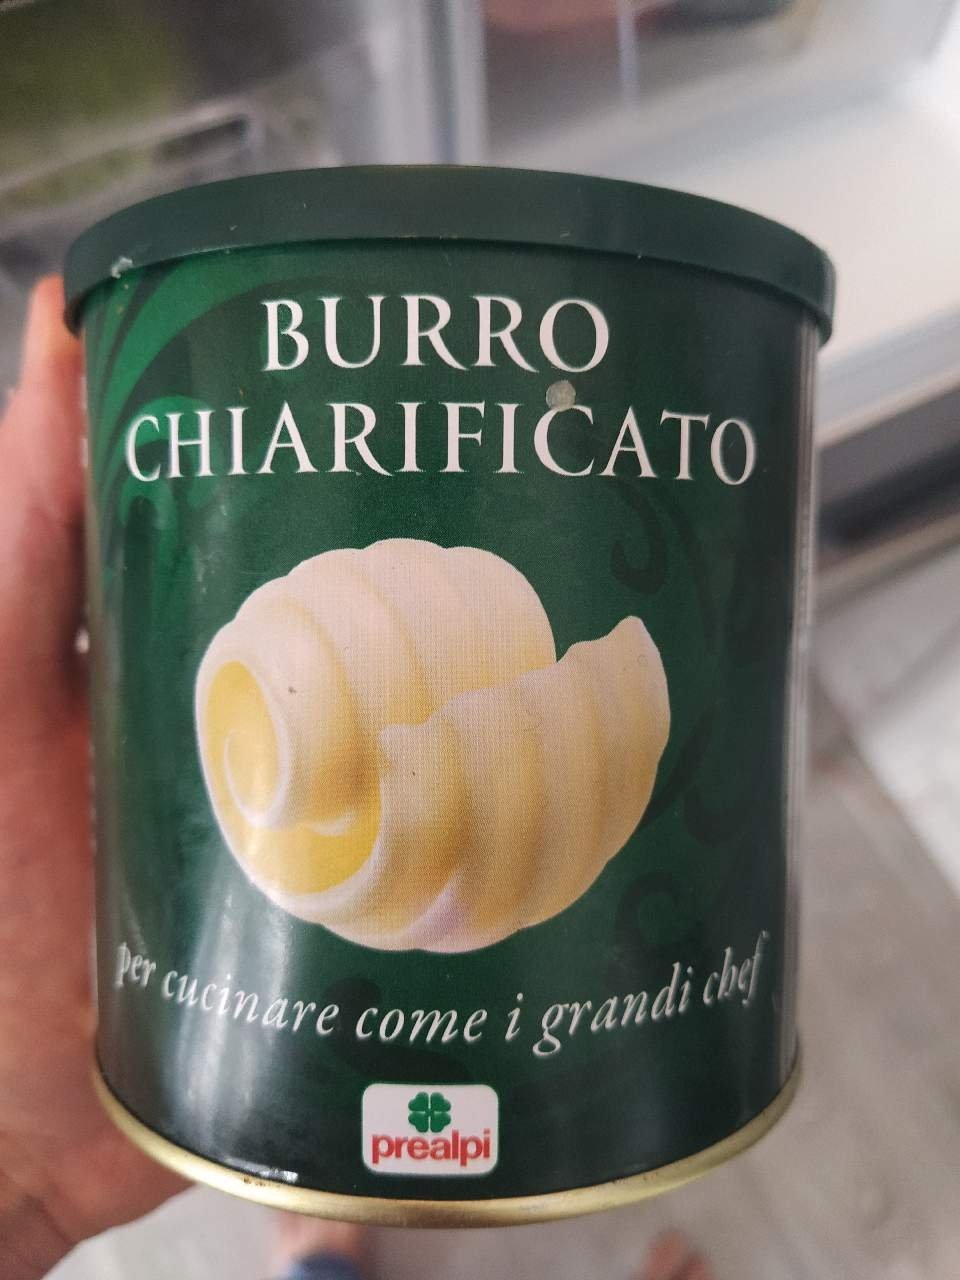 BURRO
CHIARIFICATO
per cucinare come i grandi chef
prealpi